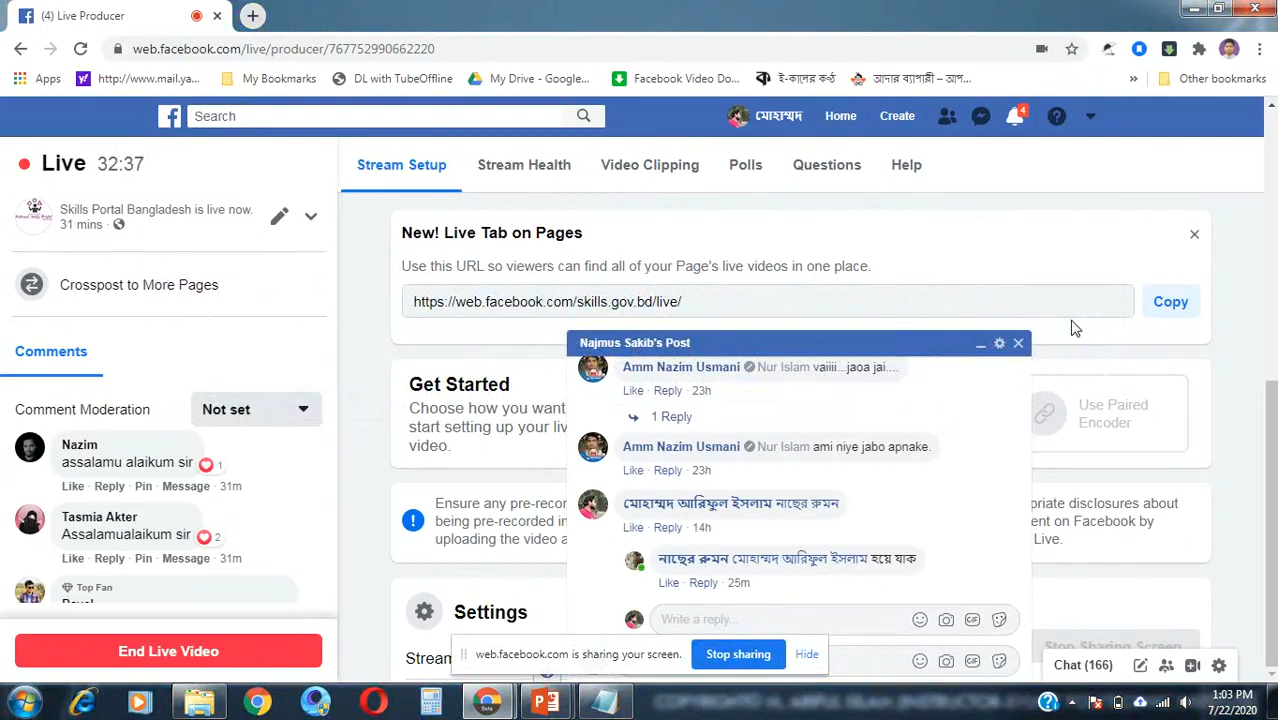 (4) Live Producer
web.facebook.com/live/producer/767752990662220
Apps
http://www.mail.ya...
My Bookmarks
DL with TubeOffline
My Drive - Google...
Facebook Video Do...
ই-কালের কণ্ঠ
আদার ব্যাপারী – আপ...
»
Other bookmarks
Search
মোহাম্মদ
Home
Create
4
Live 32:37
Skills Portal Bangladesh is live now.
31 mins ·
Crosspost to More Pages
Comments
Comment Moderation
Not set
Nazim
assalamu alaikum sir
1
Like · Reply · Pin · Message · 31m
Tasmia Akter
Assalamualaikum sir
2
Like · Reply · Pin · Message · 31m
Top Fan
End Live Video
Stream Setup
Stream Health
Video Clipping
Polls
Questions
Help
New! Live Tab on Pages
Use this URL so viewers can find all of your Page's live videos in one place.
https://web.facebook.com/skills.gov.bd/live/
Copy
Get Started
Choose how you want
start setting up your liv
video.
Use Paired
Encoder
Ensure any pre-recor
being pre-recorded in
uploading the video a
priate disclosures about
ent on Facebook by
Live.
Settings
Stream
Najmus Sakib's Post
Amm Nazim Usmani Nur Islam vaiiii...jaoa jai....
Like · Reply · 23h
1 Reply
Amm Nazim Usmani Nur Islam ami niye jabo apnake.
Like · Reply · 23h
মোহাম্মদ আরিফুল ইসলাম নাছের রুমন
Like · Reply · 14h
নাছের রুমন মোহাম্মদ আরিফুল ইসলাম হয়ে যাক
Like · Reply · 25m
Write a reply...
GIF
GIF
web.facebook.com is sharing your screen.
Stop sharing
Hide
Stop Sharing Screen
Chat (166)
Beta
1:03 PM
7/22/2020